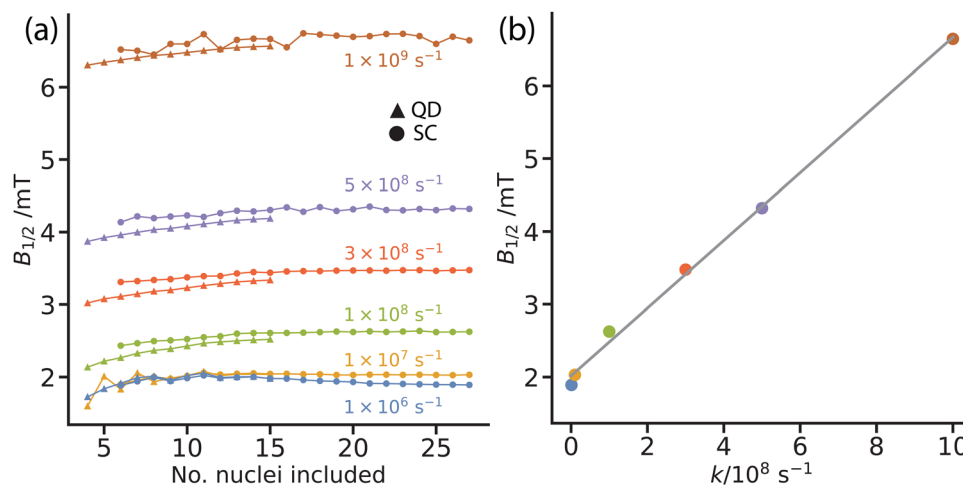 (a)
B1/2 /mT
6
5
4
3
2
1 × 10⁹ s⁻¹
▲ QD
● SC
5 × 10⁸ s⁻¹
3 × 10⁸ s⁻¹
1 × 10⁸ s⁻¹
1 × 10⁷ s⁻¹
1 × 10⁶ s⁻¹
5 10 15 20 25
No. nuclei included
(b)
B1/2 /mT
6
5
4
3
2
0 2 4 6 8 10
k/10⁸ s⁻¹